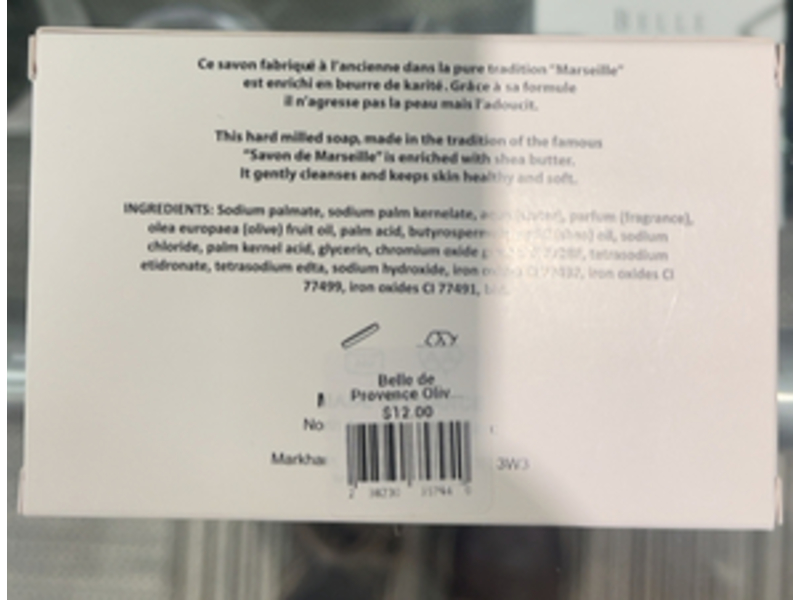 BELLE
Ce savon fabriqué à l'ancienne dans la pure tradition "Marseille"
est enrichi en beurre de karité. Grâce à sa formule
il n'agresse pas la peau mais l'adoucit.
This hard milled soap, made in the tradition of the famous
"Savon de Marseille" is enriched with shea butter.
It gently cleanses and keeps skin healthy and soft.
INGREDIENTS: Sodium palmate, sodium palm kernelate, parfum (fragrance),
olea europaea (olive) fruit oil, palm acid, oil, sodium
chloride, palm kernel acid, glycerin, chromium oxide tetrasodium
etidronate, tetrasodium edta, sodium hydroxide, iron CI 77492, iron oxides CI
77499, iron oxides CI 77491,
Belle de
Provence Oliv...
$12.00
No
Markha 3W3